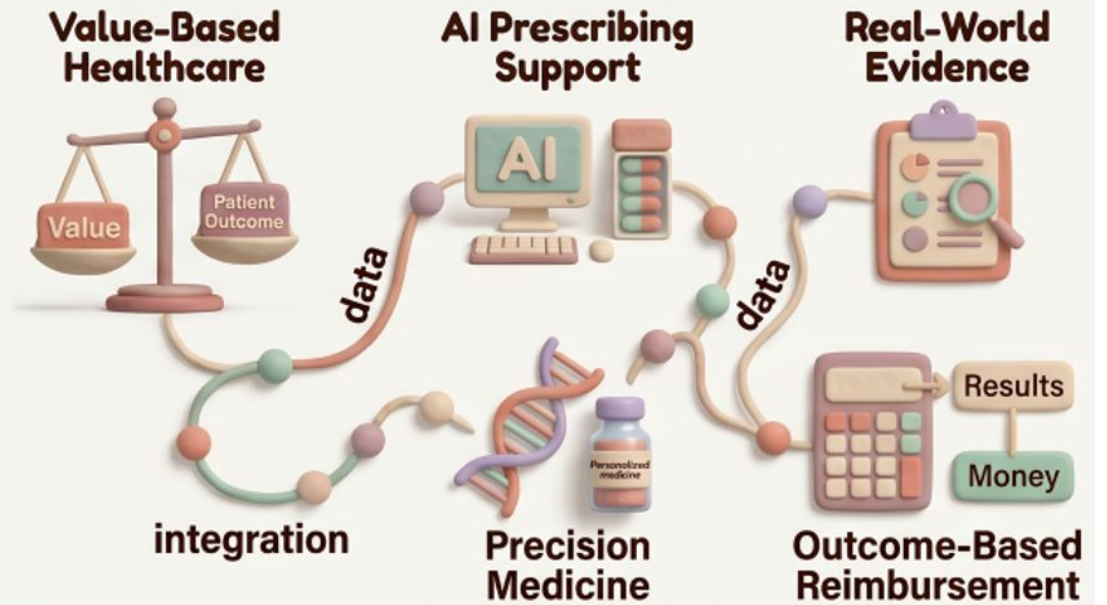 Value-Based
Healthcare
AI Prescribing
Support
Real-World
Evidence
Value
Patient
Outcome
AI
data
data
Results
Money
Personalized
medicine
integration
Precision
Medicine
Outcome-Based
Reimbursement